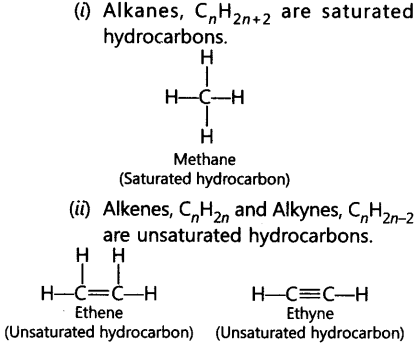 (i) Alkanes, CnH2n+2 are saturated
hydrocarbons.
H
H—C—H
H
Methane
(Saturated hydrocarbon)
(ii) Alkenes, CnH2n and Alkynes, CnH2n–2
are unsaturated hydrocarbons.
H H
H—C=C—H H—C≡C—H
Ethene Ethyne
(Unsaturated hydrocarbon) (Unsaturated hydrocarbon)